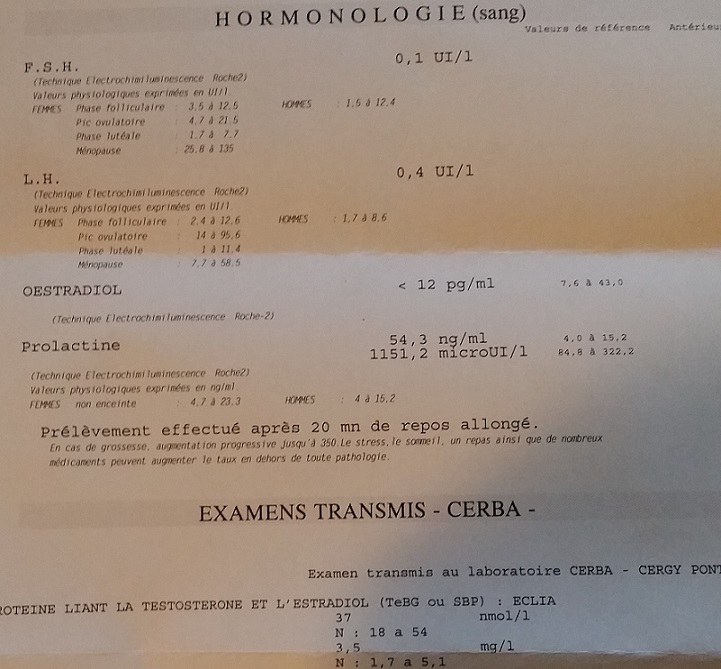 HORMONOLOGIE (sang)
Valeurs de référence Antérieu
F.S.H. 0,1 UI/l
(Technique Electrochimiluminescence Roche2)
Valeurs physiologiques exprimées en UI/l
FEMMES Phase folliculaire : 3.5 à 12.5 HOMMES : 1.5 à 12.4
Pic ovulatoire : 4.7 à 21.5
Phase lutéale : 1.7 à 7.7
Ménopause : 25.8 à 135
L.H. 0,4 UI/l
(Technique Electrochimiluminescence Roche2)
Valeurs physiologiques exprimées en UI/l.
FEMMES Phase folliculaire : 2.4 à 12.6 HOMMES : 1.7 à 8.6
Pic ovulatoire : 14 à 95.6
Phase lutéale : 1 à 11.4
Ménopause : 7.7 à 58.5
OESTRADIOL < 12 pg/ml 7,6 à 43,0
(Technique Electrochimiluminescence Roche-2)
Prolactine 54,3 ng/ml 4,0 à 15,2
1151,2 microUI/l 84,8 à 322,2
(Technique Electrochimiluminescence Roche2)
Valeurs physiologiques exprimées en ng/ml
FEMMES non enceinte : 4.7 à 23.3 HOMMES : 4 à 15.2
Prélèvement effectué après 20 mn de repos allongé.
En cas de grossesse, augmentation progressive jusqu'à 350.Le stress,le sommeil, un repas ainsi que de nombreux
médicaments peuvent augmenter le taux en dehors de toute pathologie.
EXAMENS TRANSMIS - CERBA -
Examen transmis au laboratoire CERBA - CERGY PONT
ROTEINE LIANT LA TESTOSTERONE ET L'ESTRADIOL (TeBG ou SBP) : ECLIA
37 nmol/l
N : 18 a 54
3,5 mg/l
N : 1,7 a 5,1